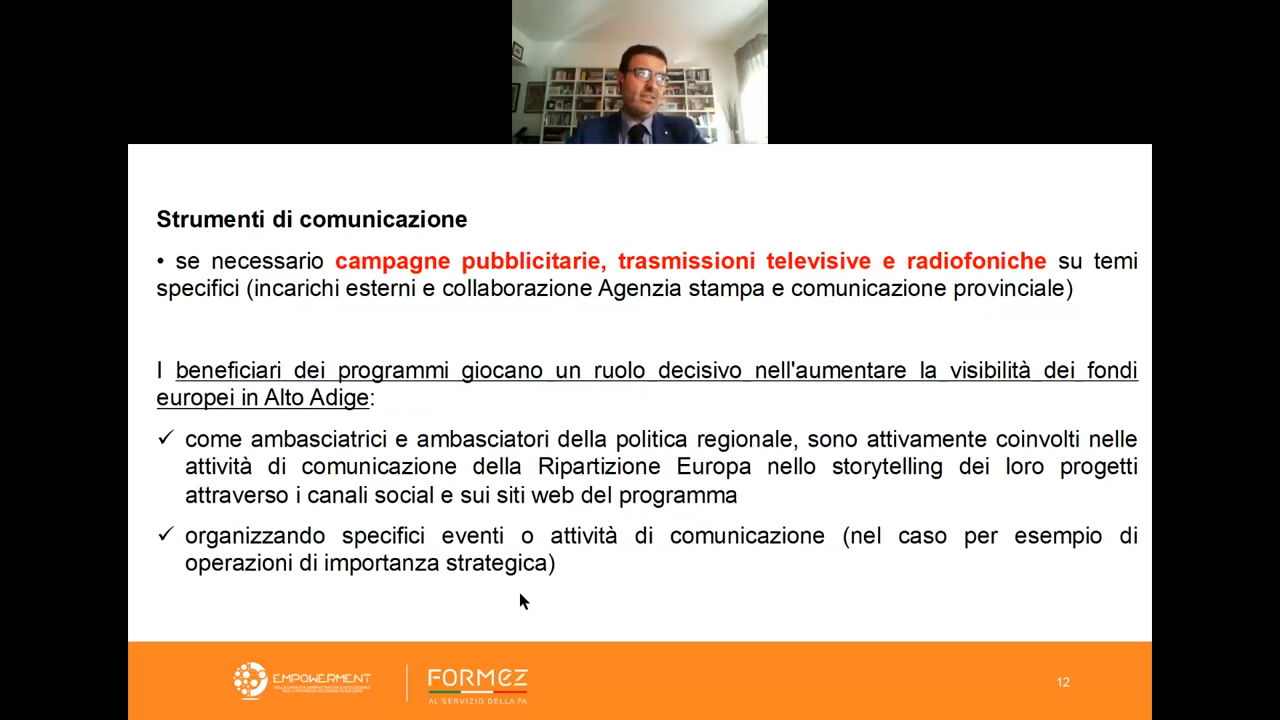 Strumenti di comunicazione
• se necessario campagne pubblicitarie, trasmissioni televisive e radiofoniche su temi
specifici (incarichi esterni e collaborazione Agenzia stampa e comunicazione provinciale)
I beneficiari dei programmi giocano un ruolo decisivo nell'aumentare la visibilità dei fondi
europei in Alto Adige:
✓ come ambasciatrici e ambasciatori della politica regionale, sono attivamente coinvolti nelle
attività di comunicazione della Ripartizione Europa nello storytelling dei loro progetti
attraverso i canali social e sui siti web del programma
✓ organizzando specifici eventi o attività di comunicazione (nel caso per esempio di
operazioni di importanza strategica)
EMPOWERMENT
FORMEZ
AL SERVIZIO DELLA PA
12